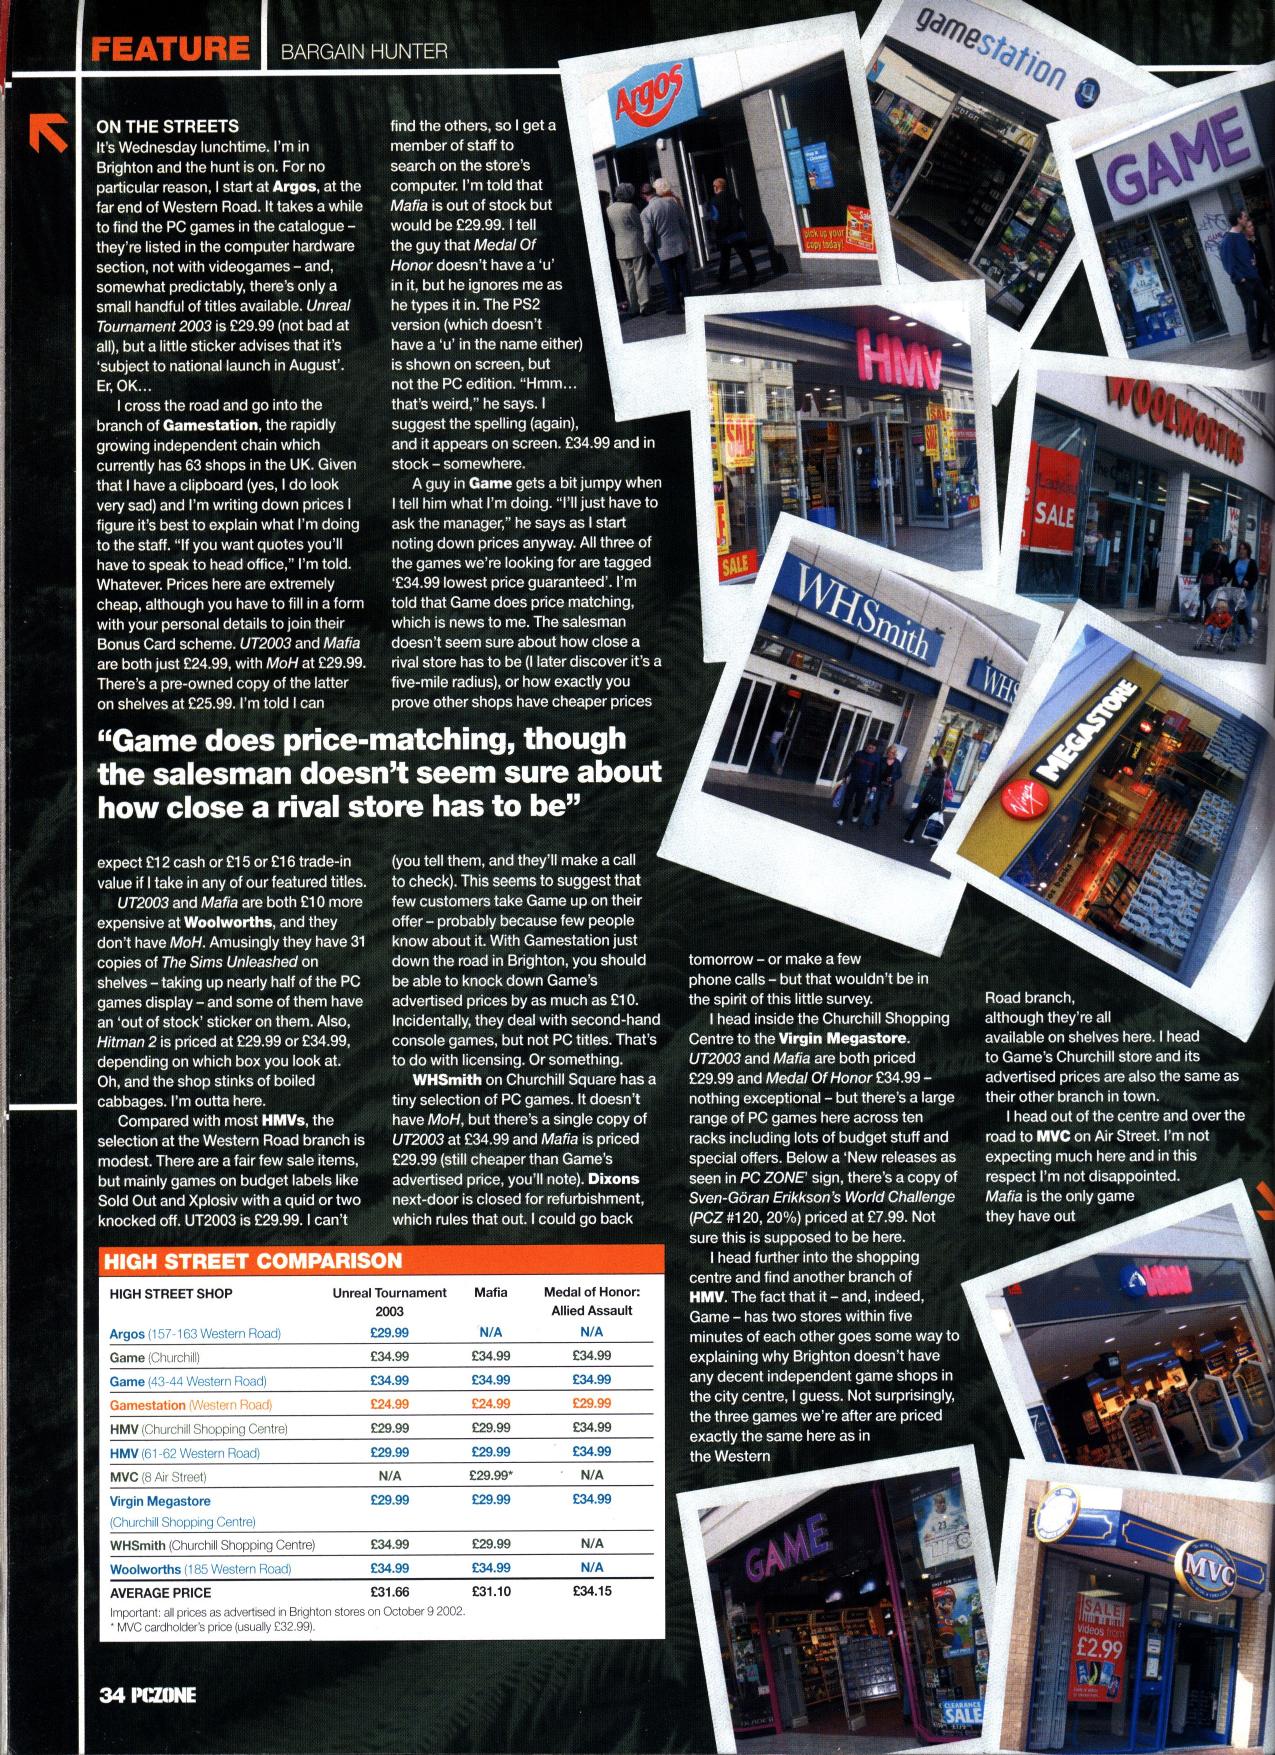 FEATURE
BARGAIN HUNTER
ON THE STREETS
It's Wednesday lunchtime. I'm in
Brighton and the hunt is on. For no
particular reason, I start at Argos, at the
far end of Western Road. It takes a while
to find the PC games in the catalogue –
they're listed in the computer hardware
section, not with videogames – and,
somewhat predictably, there's only a
small handful of titles available. Unreal
Tournament 2003 is £29.99 (not bad at
all), but a little sticker advises that it's
'subject to national launch in August'.
Er, OK...
I cross the road and go into the
branch of Gamestation, the rapidly
growing independent chain which
currently has 63 shops in the UK. Given
that I have a clipboard (yes, I do look
very sad) and I'm writing down prices I
figure it's best to explain what I'm doing
to the staff. "If you want quotes you'll
have to speak to head office," I'm told.
Whatever. Prices here are extremely
cheap, although you have to fill in a form
with your personal details to join their
Bonus Card scheme. UT2003 and Mafia
are both just £24.99, with MoH at £29.99.
There's a pre-owned copy of the latter
on shelves at £25.99. I'm told I can
find the others, so I get a
member of staff to
search on the store's
computer. I'm told that
Mafia is out of stock but
would be £29.99. I tell
the guy that Medal Of
Honor doesn't have a 'u'
in it, but he ignores me as
he types it in. The PS2
version (which doesn't
have a 'u' in the name either)
is shown on screen, but
not the PC edition. "Hmm...
that's weird," he says. I
suggest the spelling (again),
and it appears on screen. £34.99 and in
stock – somewhere.
A guy in Game gets a bit jumpy when
I tell him what I'm doing. "I'll just have to
ask the manager," he says as I start
noting down prices anyway. All three of
the games we're looking for are tagged
'£34.99 lowest price guaranteed'. I'm
told that Game does price matching,
which is news to me. The salesman
doesn't seem sure about how close a
rival store has to be (I later discover it's a
five-mile radius), or how exactly you
prove other shops have cheaper prices
"Game does price-matching, though
the salesman doesn't seem sure about
how close a rival store has to be"
expect £12 cash or £15 or £16 trade-in
value if I take in any of our featured titles.
UT2003 and Mafia are both £10 more
expensive at Woolworths, and they
don't have MoH. Amusingly they have 31
copies of The Sims Unleashed on
shelves – taking up nearly half of the PC
games display – and some of them have
an 'out of stock' sticker on them. Also,
Hitman 2 is priced at £29.99 or £34.99,
depending on which box you look at.
Oh, and the shop stinks of boiled
cabbages. I'm outta here.
Compared with most HMVs, the
selection at the Western Road branch is
modest. There are a fair few sale items,
but mainly games on budget labels like
Sold Out and Xplosiv with a quid or two
knocked off. UT2003 is £29.99. I can't
(you tell them, and they'll make a call
to check). This seems to suggest that
few customers take Game up on their
offer – probably because few people
know about it. With Gamestation just
down the road in Brighton, you should
be able to knock down Game's
advertised prices by as much as £10.
Incidentally, they deal with second-hand
console games, but not PC titles. That's
to do with licensing. Or something.
WHSmith on Churchill Square has a
tiny selection of PC games. It doesn't
have MoH, but there's a single copy of
UT2003 at £34.99 and Mafia is priced
£29.99 (still cheaper than Game's
advertised price, you'll note). Dixons
next-door is closed for refurbishment,
which rules that out. I could go back
tomorrow – or make a few
phone calls – but that wouldn't be in
the spirit of this little survey.
I head inside the Churchill Shopping
Centre to the Virgin Megastore.
UT2003 and Mafia are both priced
£29.99 and Medal Of Honor £34.99 –
nothing exceptional – but there's a large
range of PC games here across ten
racks including lots of budget stuff and
special offers. Below a 'New releases as
seen in PC ZONE' sign, there's a copy of
Sven-Göran Erikkson's World Challenge
(PCZ #120, 20%) priced at £7.99. Not
sure this is supposed to be here.
I head further into the shopping
centre and find another branch of
HMV. The fact that it – and, indeed,
Game – has two stores within five
minutes of each other goes some way to
explaining why Brighton doesn't have
any decent independent game shops in
the city centre, I guess. Not surprisingly,
the three games we're after are priced
exactly the same here as in
the Western
Road branch,
although they're all
available on shelves here. I head
to Game's Churchill store and its
advertised prices are also the same as
their other branch in town.
I head out of the centre and over the
road to MVC on Air Street. I'm not
expecting much here and in this
respect I'm not disappointed.
Mafia is the only game
they have out
HIGH STREET COMPARISON
HIGH STREET SHOP Unreal Tournament 2003 Mafia Medal of Honor: Allied Assault
Argos (157-163 Western Road) £29.99 N/A N/A
Game (Churchill) £34.99 £34.99 £34.99
Game (43-44 Western Road) £34.99 £34.99 £34.99
Gamestation (Western Road) £24.99 £24.99 £29.99
HMV (Churchill Shopping Centre) £29.99 £29.99 £34.99
HMV (61-62 Western Road) £29.99 £29.99 £34.99
MVC (8 Air Street) N/A £29.99* N/A
Virgin Megastore £29.99 £29.99 £34.99
(Churchill Shopping Centre)
WHSmith (Churchill Shopping Centre) £34.99 £29.99 N/A
Woolworths (185 Western Road) £34.99 £34.99 N/A
AVERAGE PRICE £31.66 £31.10 £34.15
Important: all prices as advertised in Brighton stores on October 9 2002.
* MVC cardholder's price (usually £32.99).
34 PCZONE
Argos
pick up your
copy today!
gamestation
GAME
HMV
SALE
SALE
SALE
WOOLWORTHS
Ladybird
SALE
WHSmith
WHS
Virgin
MEGASTORE
HMV
GAME
CLEARANCE
SALE
MVC
SALE
Videos from
£2.99